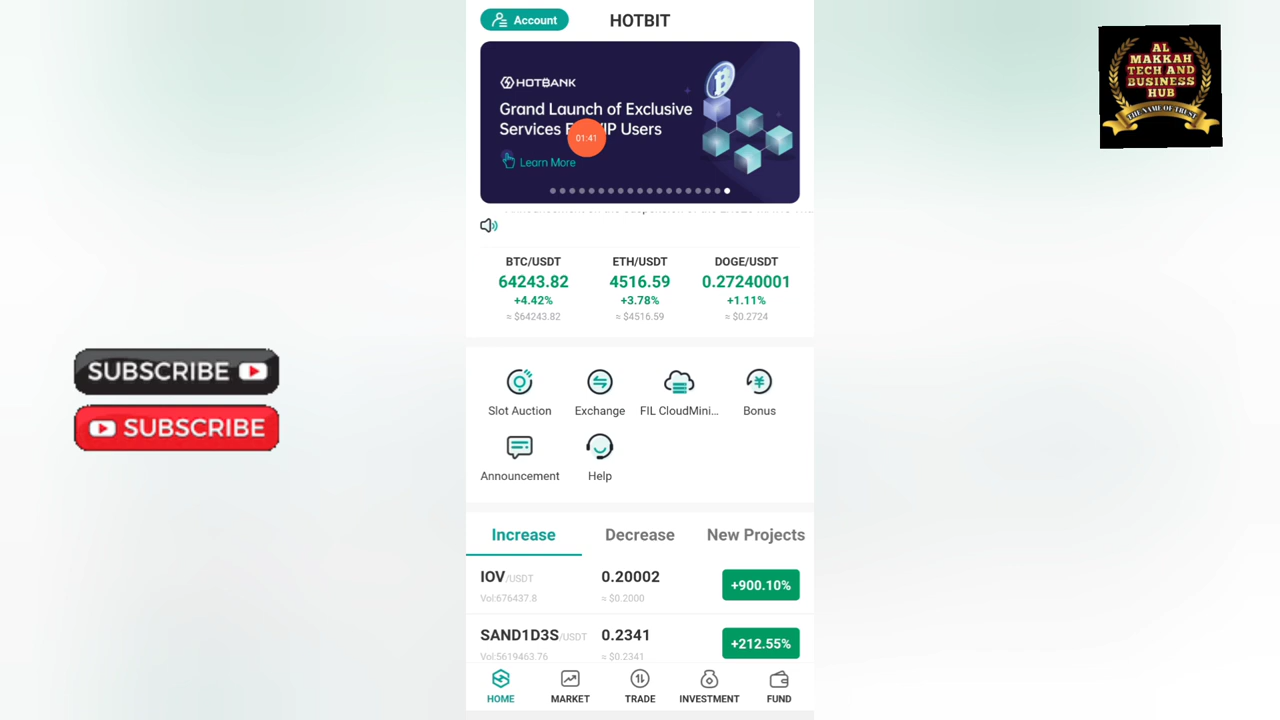 Account
HOTBIT
AL
MAKKAH
TECH AND
BUSINESS
HUB
THE NAME OF TRUST
HOTBANK
Grand Launch of Exclusive
Services VIP Users
01:41
Learn More
BTC/USDT ETH/USDT DOGE/USDT
64243.82 4516.59 0.27240001
+4.42% +3.78% +1.11%
≈ $64243.82 ≈ $4516.59 ≈ $0.2724
SUBSCRIBE
SUBSCRIBE
Slot Auction Exchange FIL CloudMini... Bonus
Announcement Help
Increase Decrease New Projects
IOV/USDT 0.20002 +900.10%
Vol:676437.8 ≈ $0.2000
SAND1D3S/USDT 0.2341 +212.55%
Vol:5619463.76 ≈ $0.2341
HOME MARKET TRADE INVESTMENT FUND